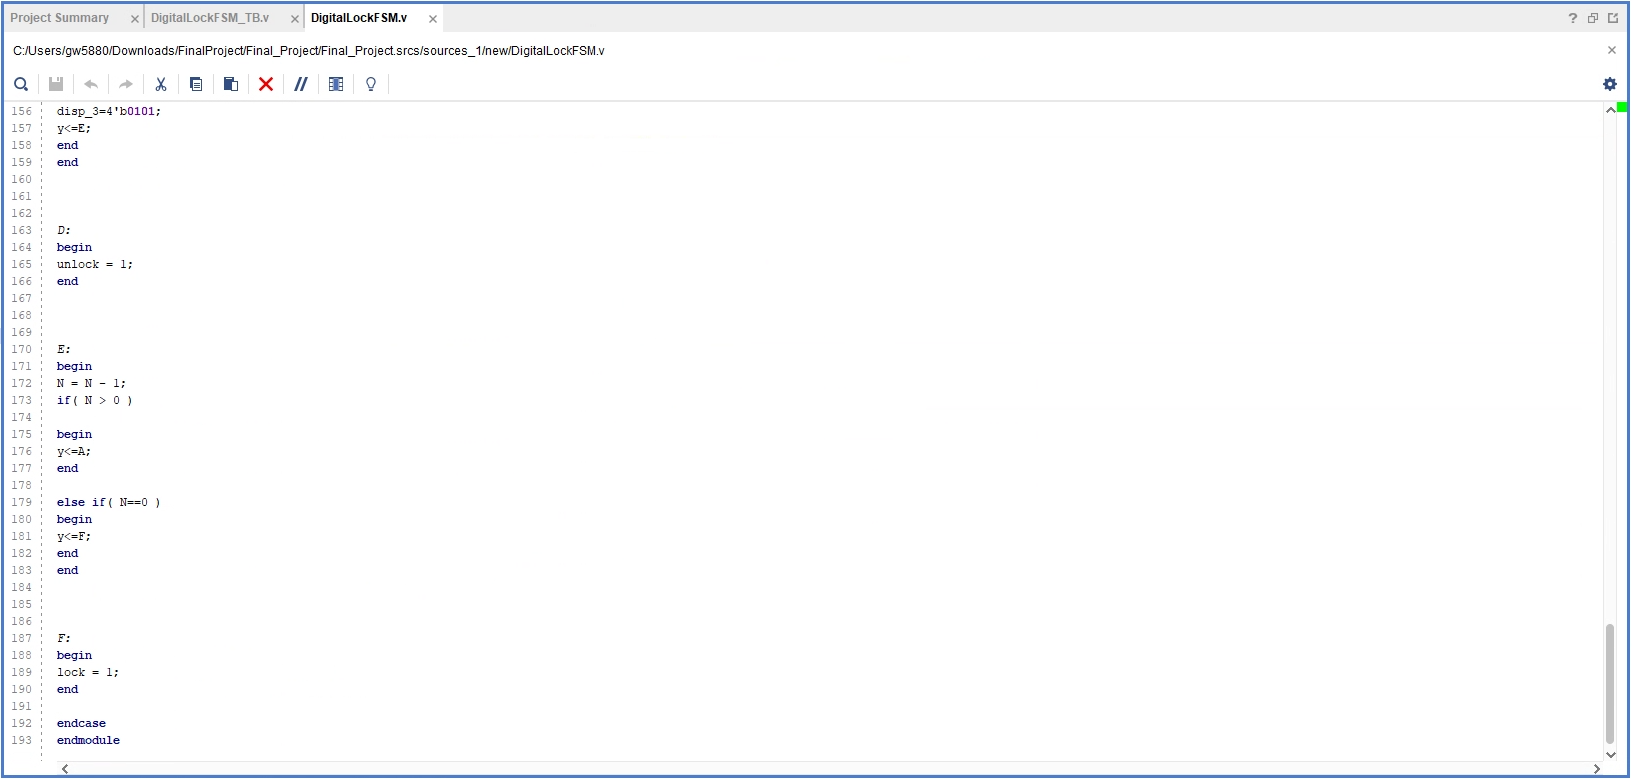 Project Summary × DigitalLockFSM_TB.v × DigitalLockFSM.v × ?
C:/Users/gw5880/Downloads/FinalProject/Final_Project/Final_Project.srcs/sources_1/new/DigitalLockFSM.v ×
//
156 disp_3=4'b0101;
157 y<=E;
158 end
159 end
160
161
162
163 D:
164 begin
165 unlock = 1;
166 end
167
168
169
170 E:
171 begin
172 N = N - 1;
173 if( N > 0 )
174
175 begin
176 y<=A;
177 end
178
179 else if( N==0 )
180 begin
181 y<=F;
182 end
183 end
184
185
186
187 F:
188 begin
189 lock = 1;
190 end
191
192 endcase
193 endmodule